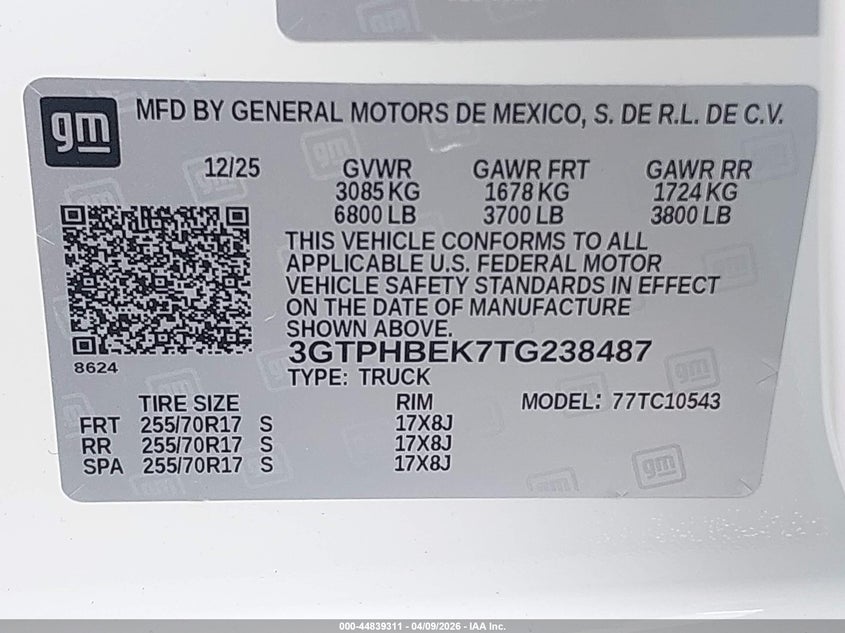 gm
MFD BY GENERAL MOTORS DE MEXICO, S. DE R.L. DE C.V.
12/25 GVWR GAWR FRT GAWR RR
3085 KG 1678 KG 1724 KG
6800 LB 3700 LB 3800 LB
THIS VEHICLE CONFORMS TO ALL
APPLICABLE U.S. FEDERAL MOTOR
VEHICLE SAFETY STANDARDS IN EFFECT
ON THE DATE OF MANUFACTURE
SHOWN ABOVE.
3GTPHBEK7TG238487
8624
TYPE: TRUCK
TIRE SIZE RIM MODEL: 77TC10543
FRT 255/70R17 S 17X8J
RR 255/70R17 S 17X8J
SPA 255/70R17 S 17X8J
000-44839311 - 04/09/2026 - IAA Inc.